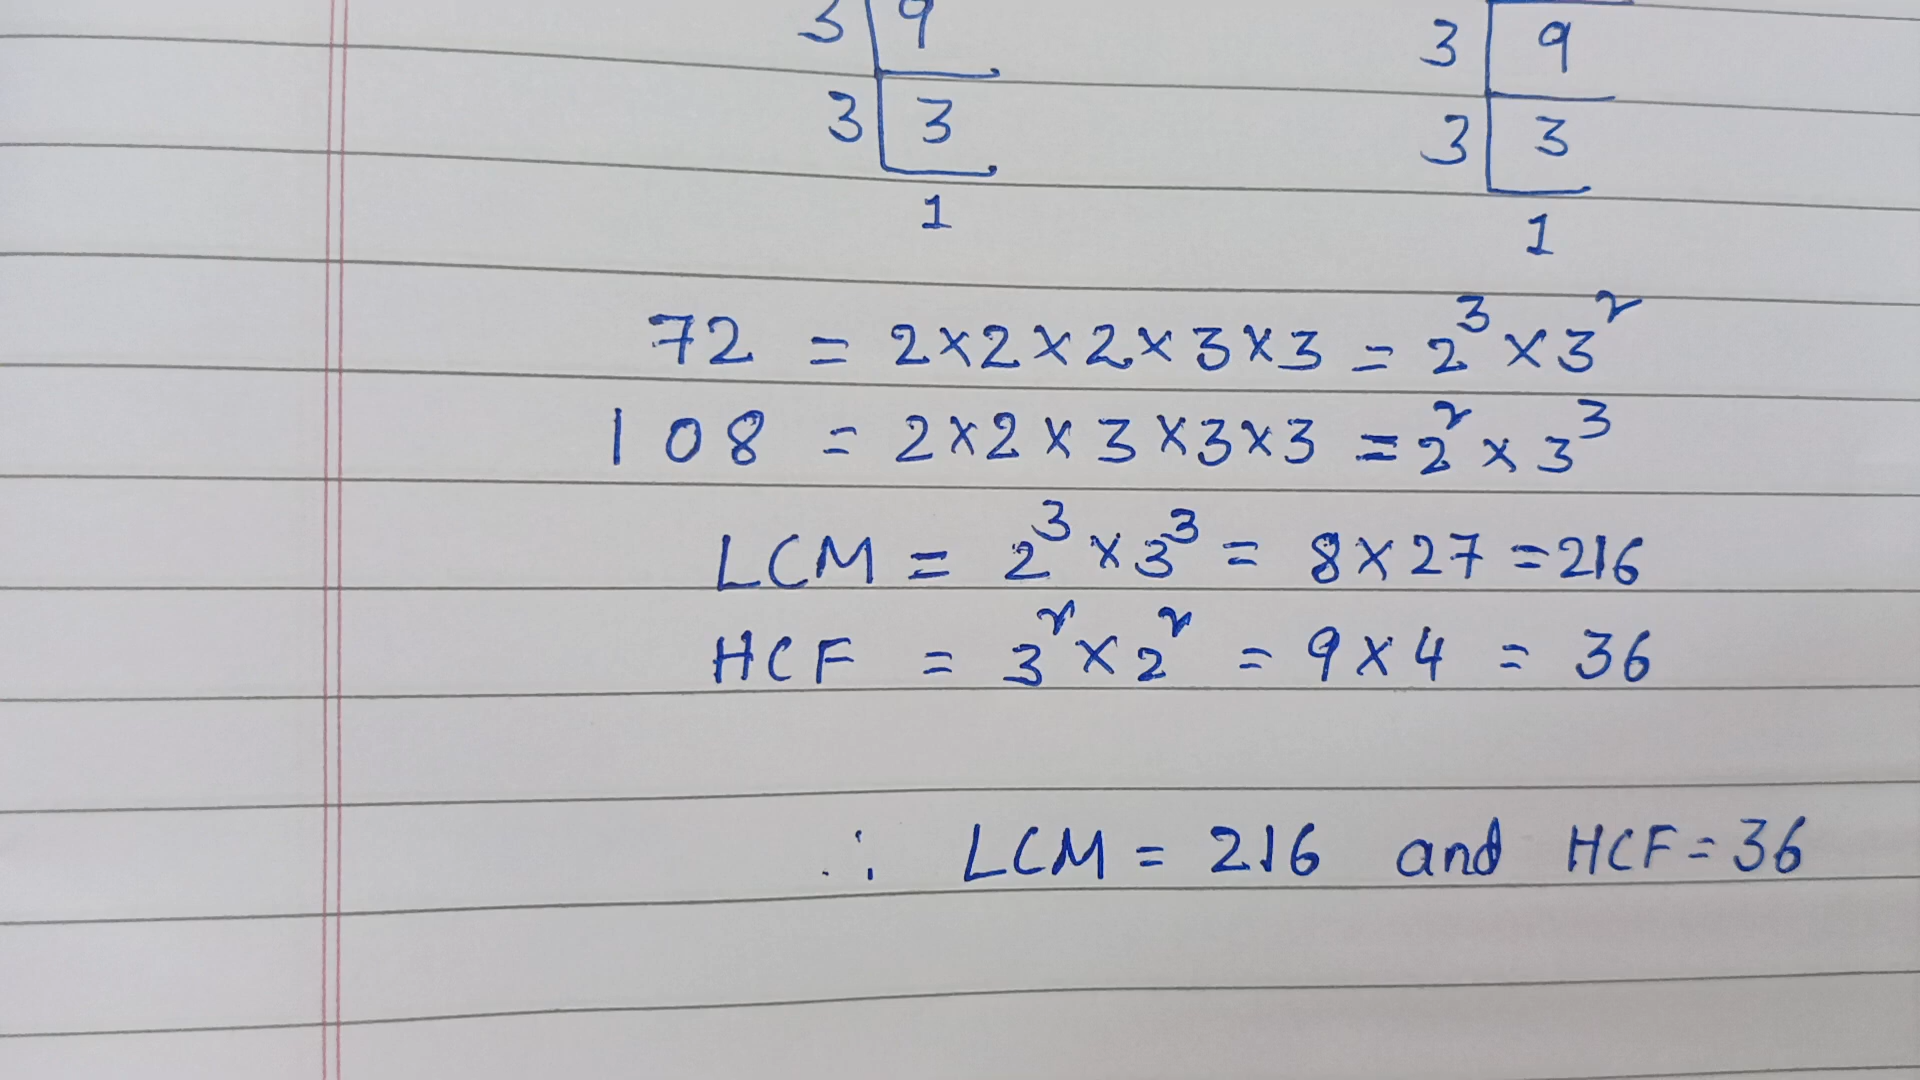 3 | 9    3 | 9
3 | 3    3 | 3
1    1
72 = 2×2×2×3×3 = 2³×3²
108 = 2×2×3×3×3 = 2²×3³
LCM = 2³×3³ = 8×27 = 216
HCF = 3²×2² = 9×4 = 36
∴ LCM = 216 and HCF = 36